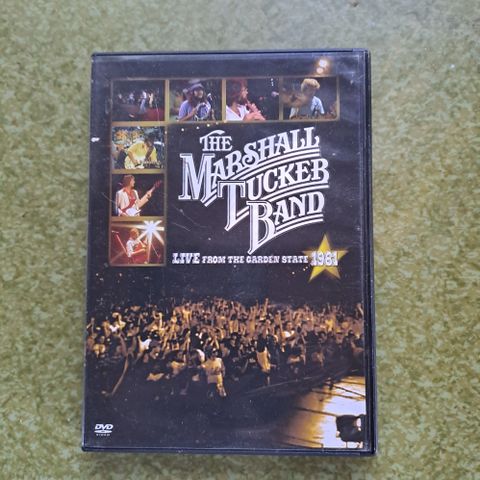 THE
MARSHALL
TUCKER
BAND
LIVE FROM THE GARDEN STATE 1981
DVD
VIDEO